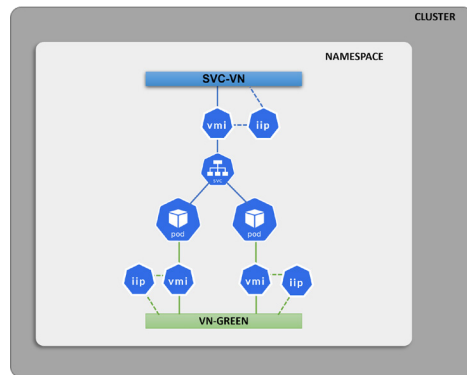 CLUSTER
NAMESPACE
SVC-VN
vmi iip
svc
pod pod
iip vmi vmi iip
VN-GREEN